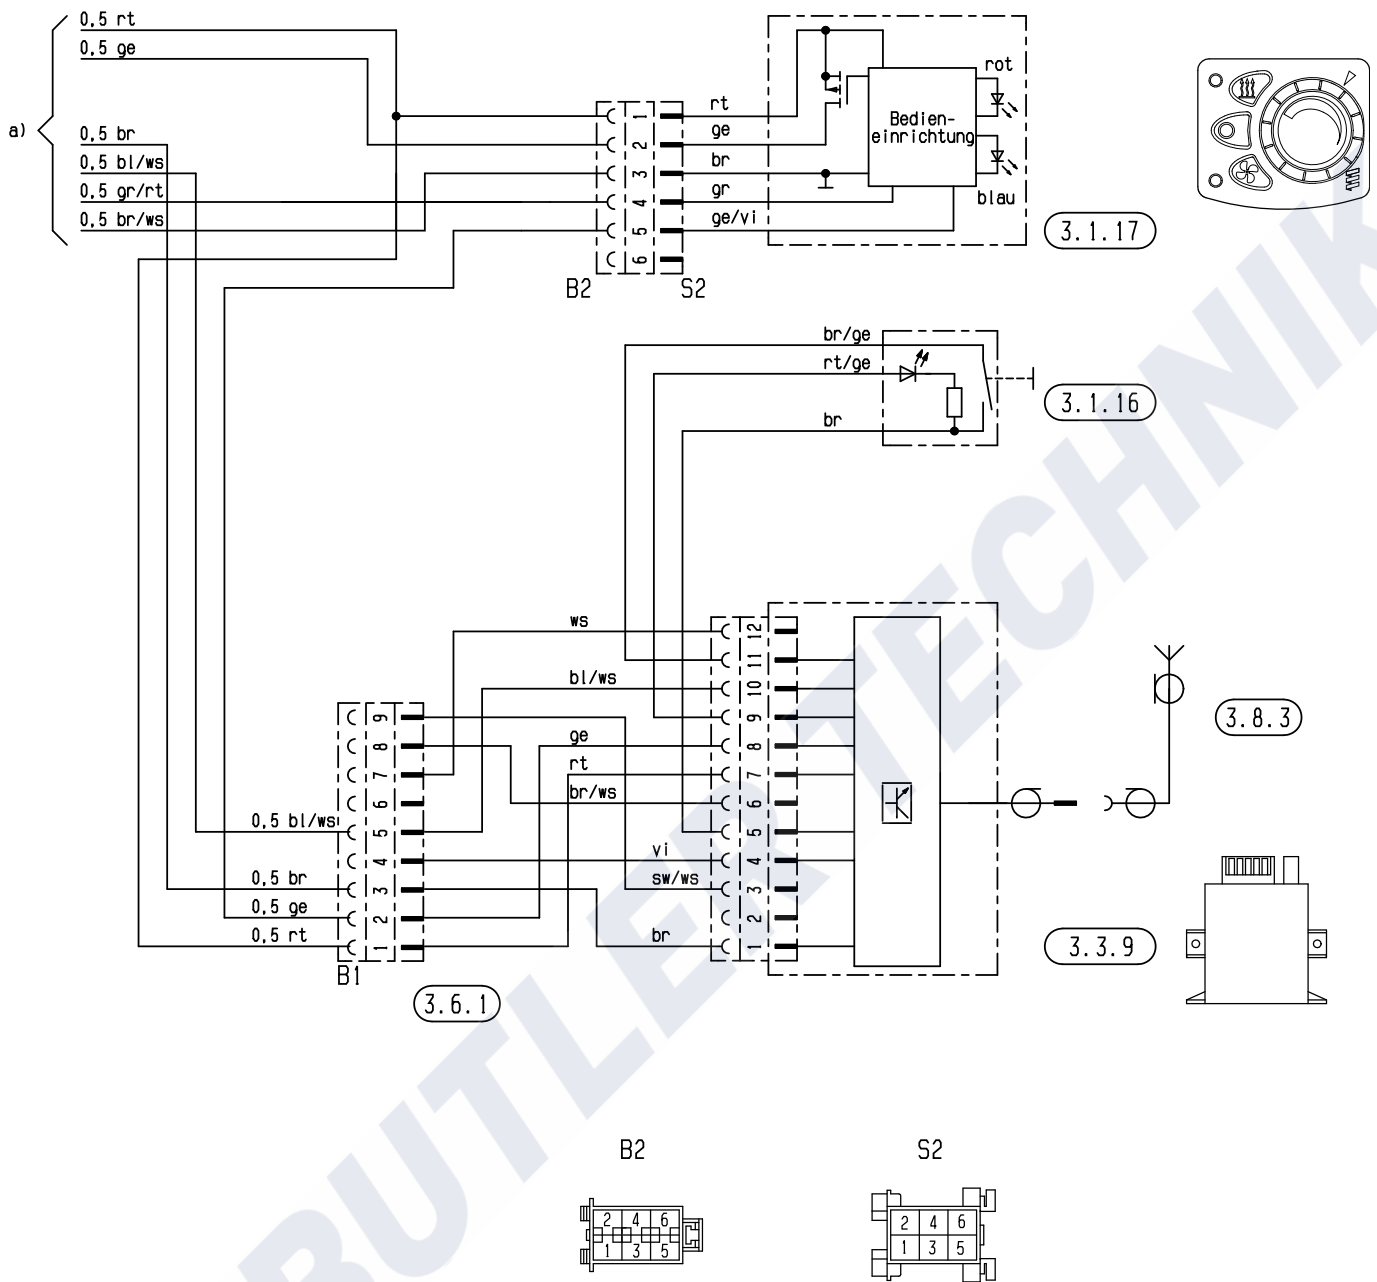 0,5 rt
0,5 ge
a)
0,5 br
0,5 bl/ws
0,5 gr/rt
0,5 br/ws
rt
ge
br
gr
ge/vi
1
2
3
4
5
6
B2
S2
Bedien-
einrichtung
rot
blau
3.1.17
br/ge
rt/ge
br
3.1.16
ws
bl/ws
ge
rt
br/ws
vi
sw/ws
br
12
11
10
9
8
7
6
5
4
3
2
1
9
8
7
6
5
4
3
2
1
0,5 bl/ws
0,5 br
0,5 ge
0,5 rt
B1
3.6.1
3.8.3
3.3.9
B2
2 4 6
1 3 5
S2
2 4 6
1 3 5
BUTLER TECHNIK